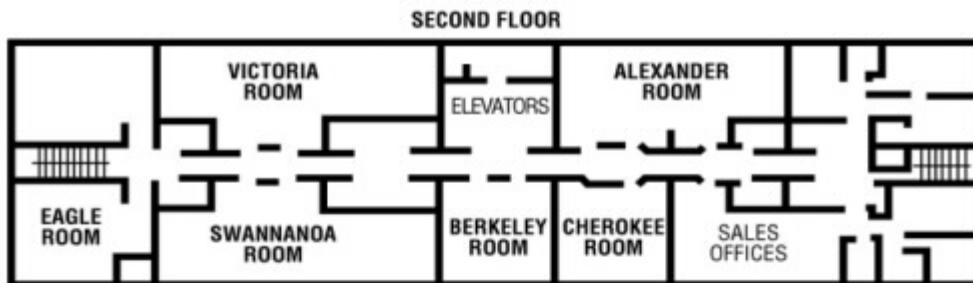 SECOND FLOOR
VICTORIA
ROOM
ELEVATORS
ALEXANDER
ROOM
EAGLE
ROOM
SWANNANOA
ROOM
BERKELEY
ROOM
CHEROKEE
ROOM
SALES
OFFICES